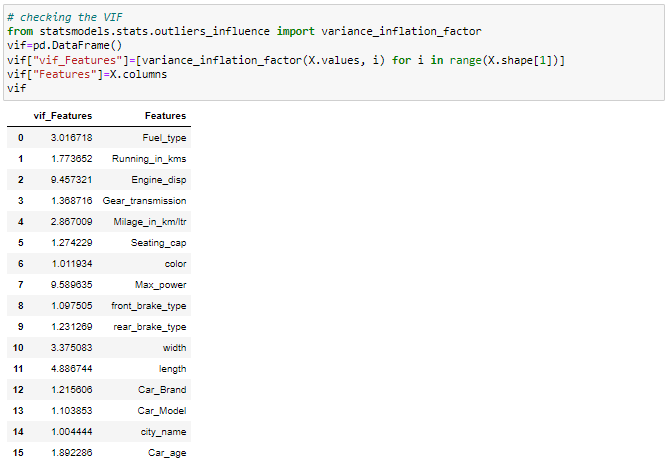 # checking the VIF
from statsmodels.stats.outliers_influence import variance_inflation_factor
vif=pd.DataFrame()
vif["vif_Features"]=[variance_inflation_factor(X.values, i) for i in range(X.shape[1])]
vif["Features"]=X.columns
vif
vif_Features Features
0 3.016718 Fuel_type
1 1.773652 Running_in_kms
2 9.457321 Engine_disp
3 1.368716 Gear_transmission
4 2.867009 Milage_in_km/ltr
5 1.274229 Seating_cap
6 1.011934 color
7 9.589635 Max_power
8 1.097505 front_brake_type
9 1.231269 rear_brake_type
10 3.375083 width
11 4.886744 length
12 1.215606 Car_Brand
13 1.103853 Car_Model
14 1.004444 city_name
15 1.892286 Car_age